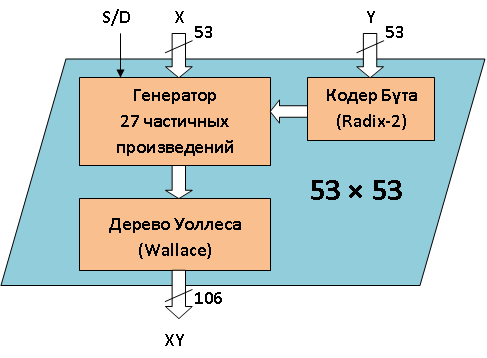 S/D
X
Y
53
53
Генератор
27 частичных
произведений
Кодер Бута
(Radix-2)
53 × 53
Дерево Уоллеса
(Wallace)
106
XY